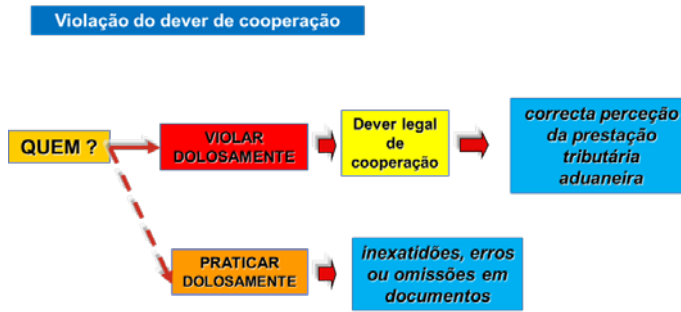 Violação do dever de cooperação
QUEM ?
VIOLAR
DOLOSAMENTE
Dever legal
de
cooperação
correcta perceção
da prestação
tributária
aduaneira
PRATICAR
DOLOSAMENTE
inexatidões, erros
ou omissões em
documentos